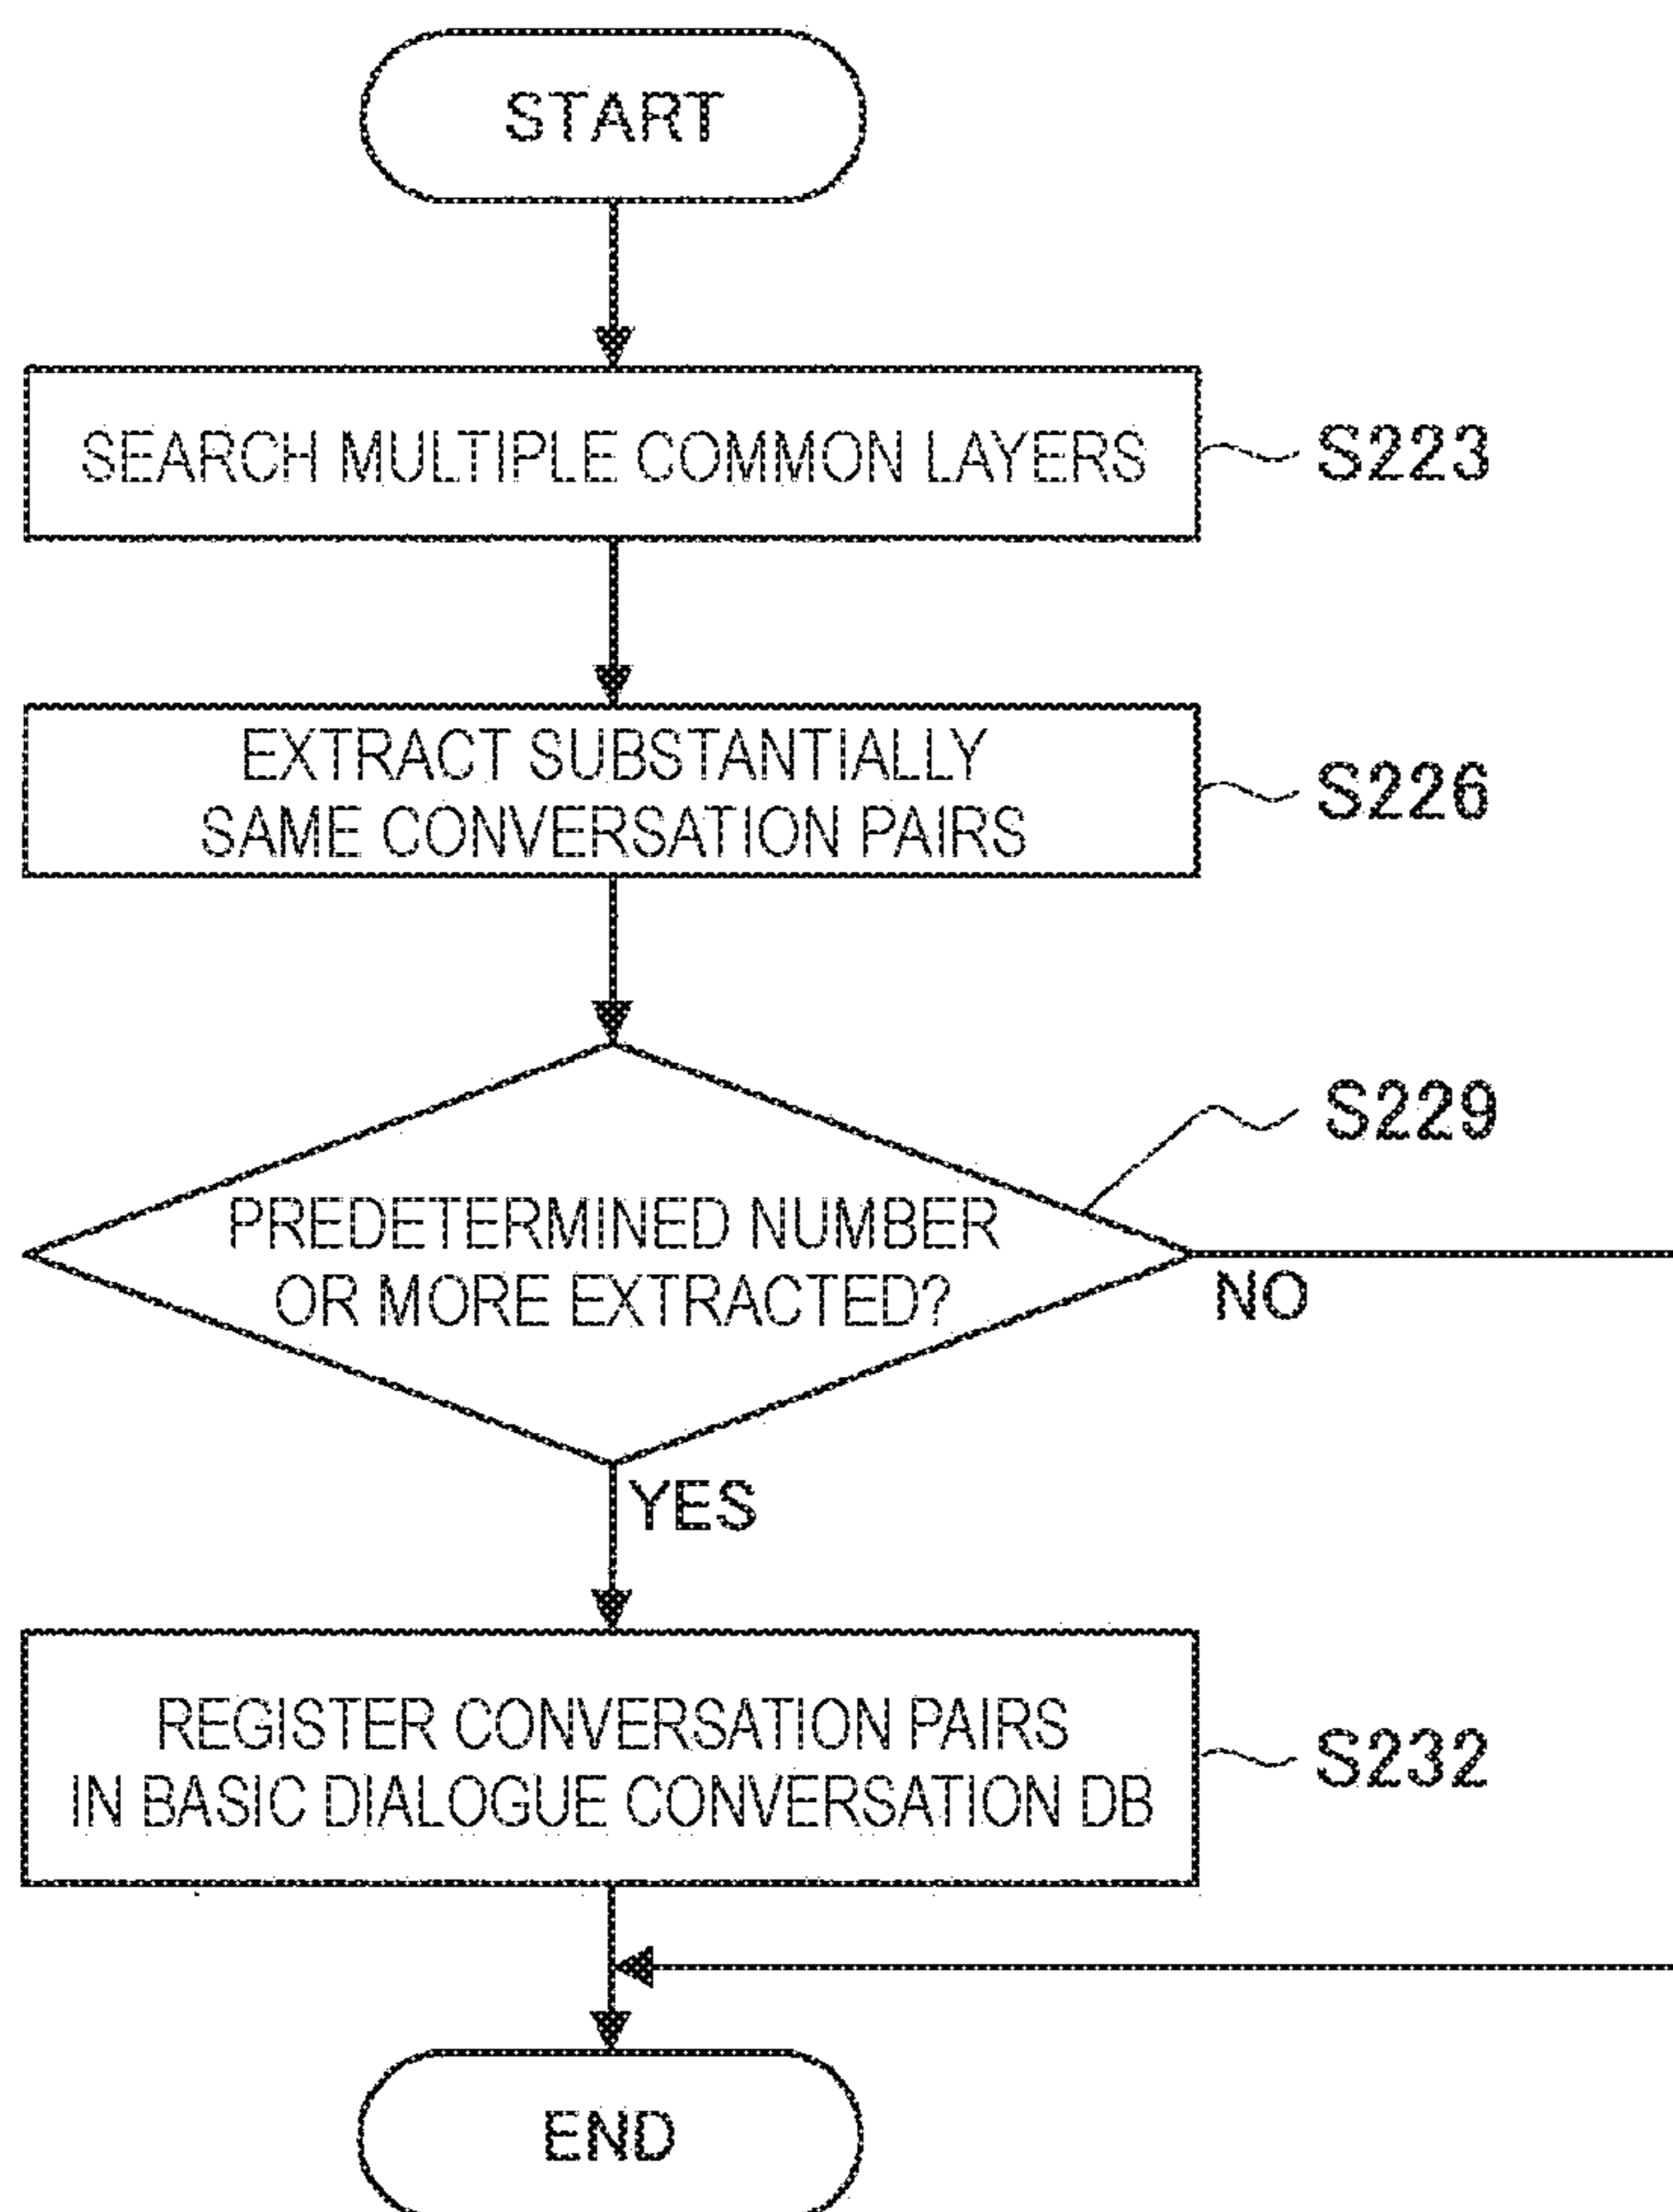 START
SEARCH MULTIPLE COMMON LAYERS
S223
EXTRACT SUBSTANTIALLY
SAME CONVERSATION PAIRS
S226
S229
PREDETERMINED NUMBER
OR MORE EXTRACTED?
NO
YES
REGISTER CONVERSATION PAIRS
IN BASIC DIALOGUE CONVERSATION DB
S232
END